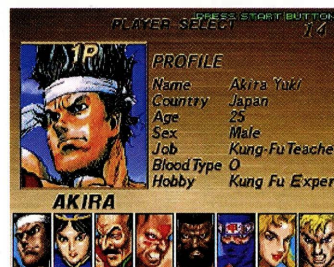 PLAYER SELECT
PRESS START BUTTON
14
1P
PROFILE
Name Akira Yuki
Country Japan
Age 25
Sex Male
Job Kung-Fu Teache
Blood Type O
Hobby Kung Fu Exper
AKIRA